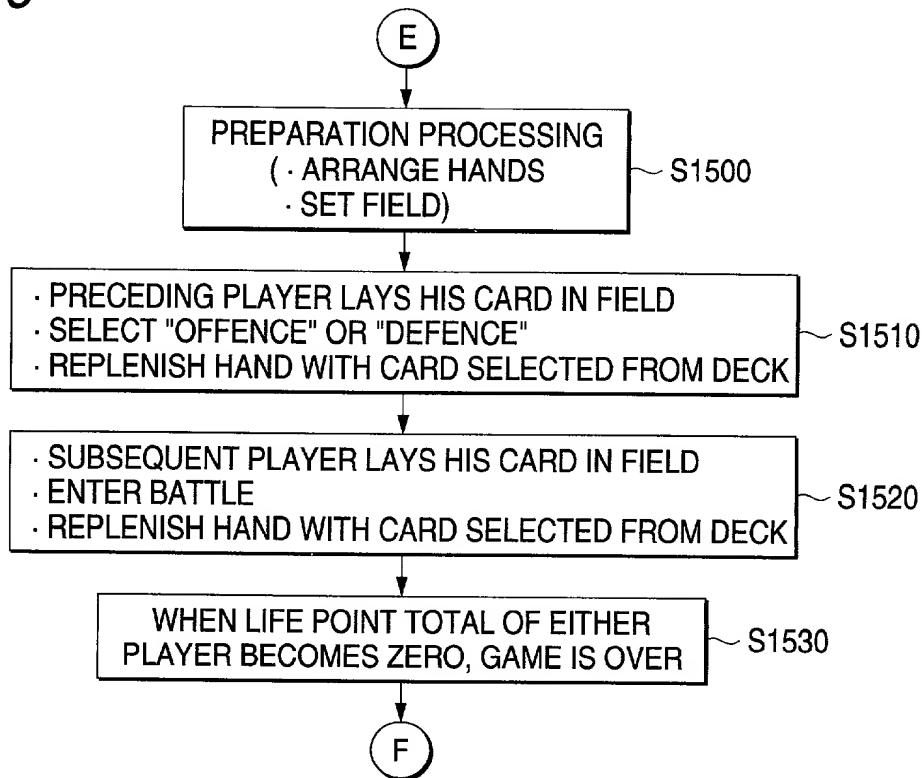 E
PREPARATION PROCESSING
( · ARRANGE HANDS
· SET FIELD)
S1500
· PRECEDING PLAYER LAYS HIS CARD IN FIELD
· SELECT "OFFENCE" OR "DEFENCE"
· REPLENISH HAND WITH CARD SELECTED FROM DECK
S1510
· SUBSEQUENT PLAYER LAYS HIS CARD IN FIELD
· ENTER BATTLE
· REPLENISH HAND WITH CARD SELECTED FROM DECK
S1520
WHEN LIFE POINT TOTAL OF EITHER
PLAYER BECOMES ZERO, GAME IS OVER
S1530
F